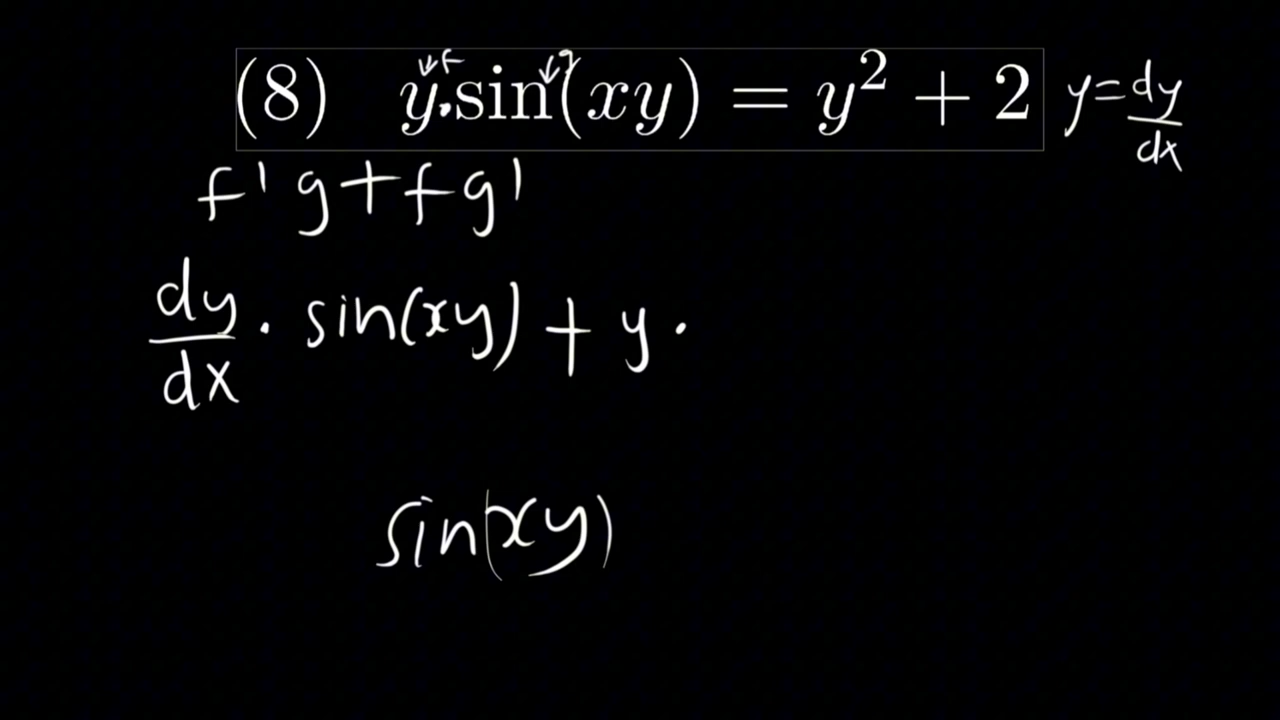 (8) y.sin(xy) = y² + 2 y=dy/dx
↓f ↓g
f'g+fg'
dy/dx · sin(xy) + y ·
sin(xy)